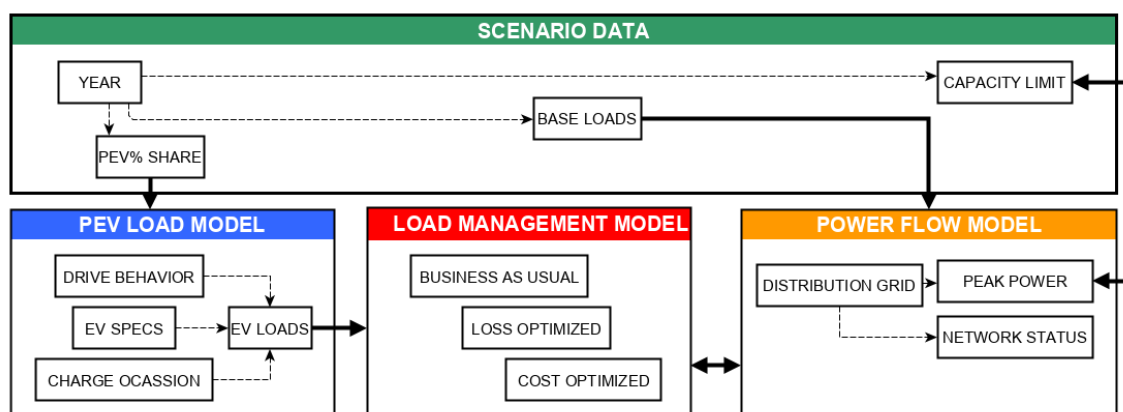 SCENARIO DATA
YEAR
CAPACITY LIMIT
BASE LOADS
PEV% SHARE
PEV LOAD MODEL
LOAD MANAGEMENT MODEL
POWER FLOW MODEL
DRIVE BEHAVIOR
EV SPECS
EV LOADS
CHARGE OCASSION
BUSINESS AS USUAL
LOSS OPTIMIZED
COST OPTIMIZED
DISTRIBUTION GRID
PEAK POWER
NETWORK STATUS